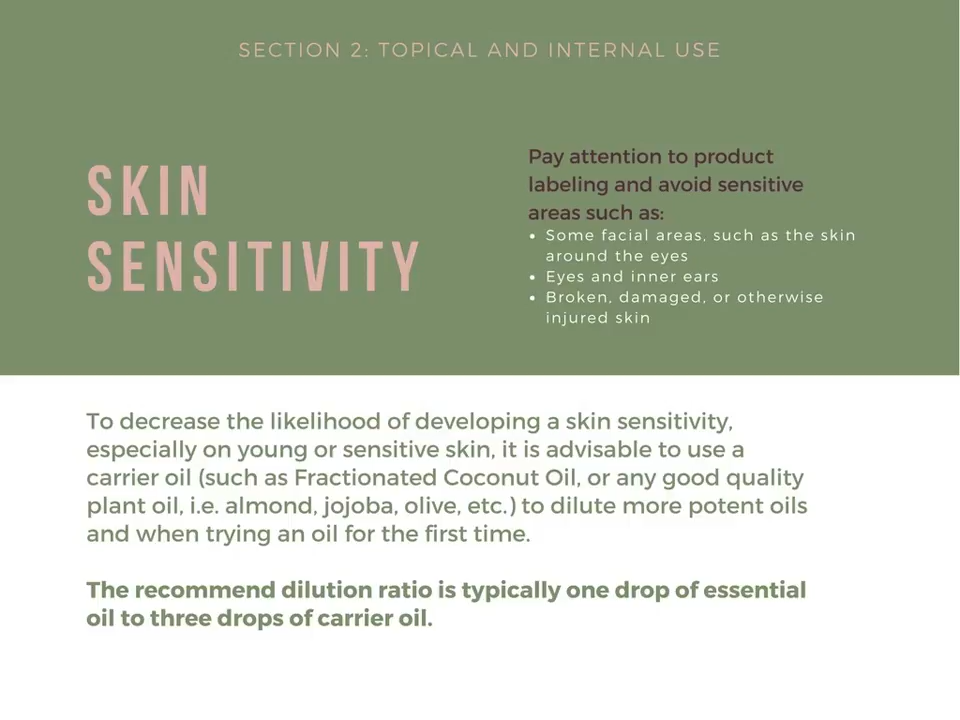 SECTION 2: TOPICAL AND INTERNAL USE
SKIN
SENSITIVITY
Pay attention to product
labeling and avoid sensitive
areas such as:
• Some facial areas, such as the skin
around the eyes
• Eyes and inner ears
• Broken, damaged, or otherwise
injured skin
To decrease the likelihood of developing a skin sensitivity,
especially on young or sensitive skin, it is advisable to use a
carrier oil (such as Fractionated Coconut Oil, or any good quality
plant oil, i.e. almond, jojoba, olive, etc.) to dilute more potent oils
and when trying an oil for the first time.
The recommend dilution ratio is typically one drop of essential
oil to three drops of carrier oil.